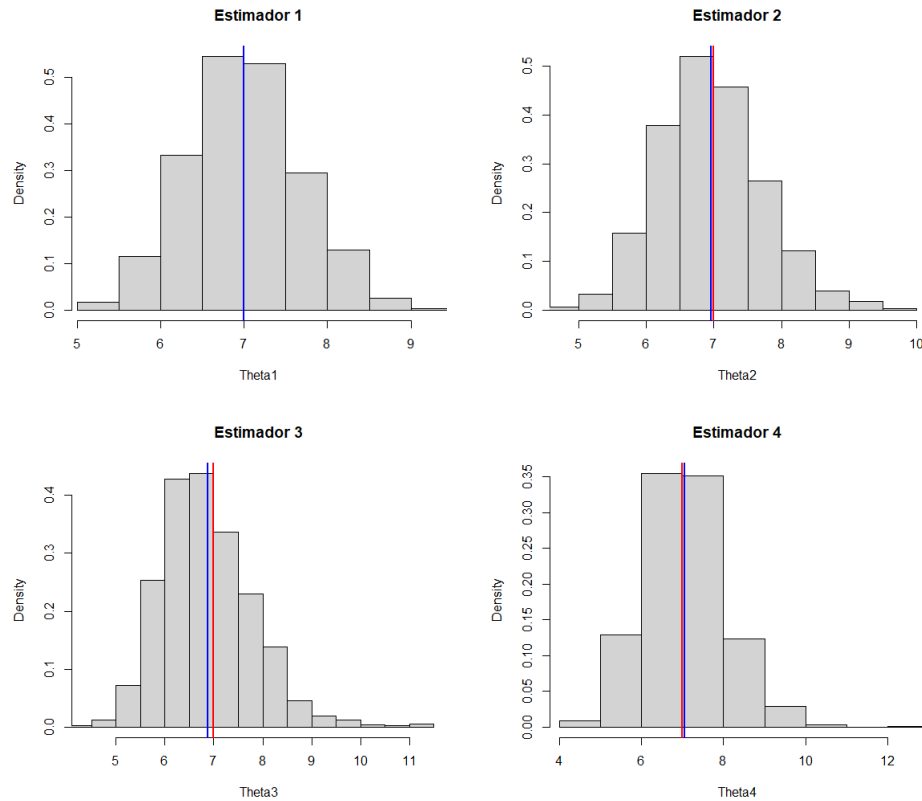 Estimador 1
Density
0.0 0.1 0.2 0.3 0.4 0.5
5 6 7 8 9
Theta1
Estimador 2
Density
0.0 0.1 0.2 0.3 0.4 0.5
5 6 7 8 9 10
Theta2
Estimador 3
Density
0.0 0.1 0.2 0.3 0.4
5 6 7 8 9 10 11
Theta3
Estimador 4
Density
0.00 0.05 0.10 0.15 0.20 0.25 0.30 0.35
4 6 8 10 12
Theta4